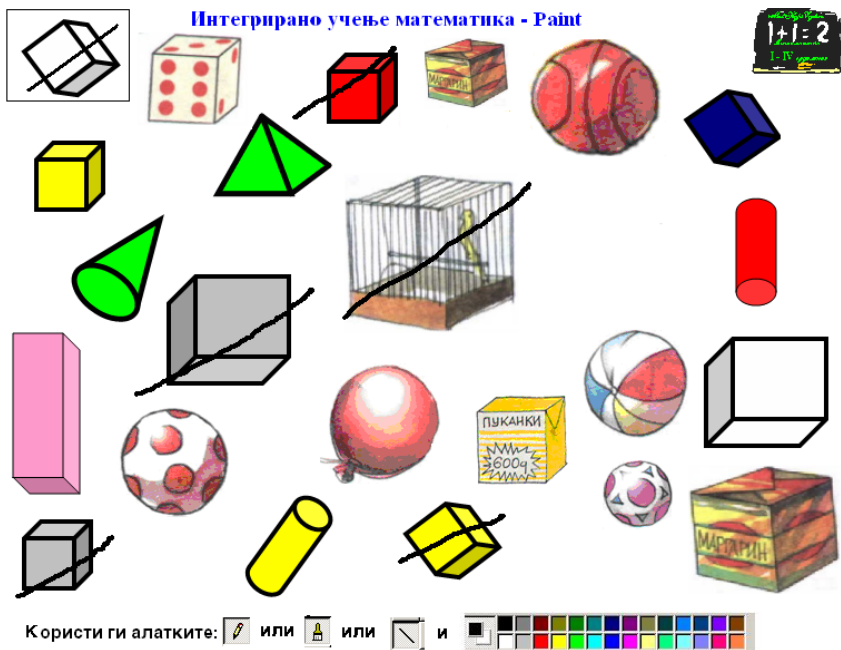 Интегрирано учење математика - Paint
1+1=2
I - IV
МАРГАРИН
ПУКАНКИ
600g
МАРГАРИН
Користи ги алатките: или или и